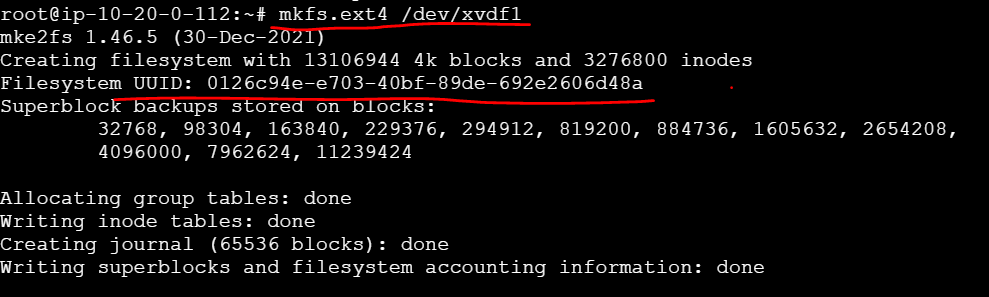 root@ip-10-20-0-112:~# mkfs.ext4 /dev/xvdf1
mke2fs 1.46.5 (30-Dec-2021)
Creating filesystem with 13106944 4k blocks and 3276800 inodes
Filesystem UUID: 0126c94e-e703-40bf-89de-692e2606d48a
Superblock backups stored on blocks:
32768, 98304, 163840, 229376, 294912, 819200, 884736, 1605632, 2654208,
4096000, 7962624, 11239424
Allocating group tables: done
Writing inode tables: done
Creating journal (65536 blocks): done
Writing superblocks and filesystem accounting information: done